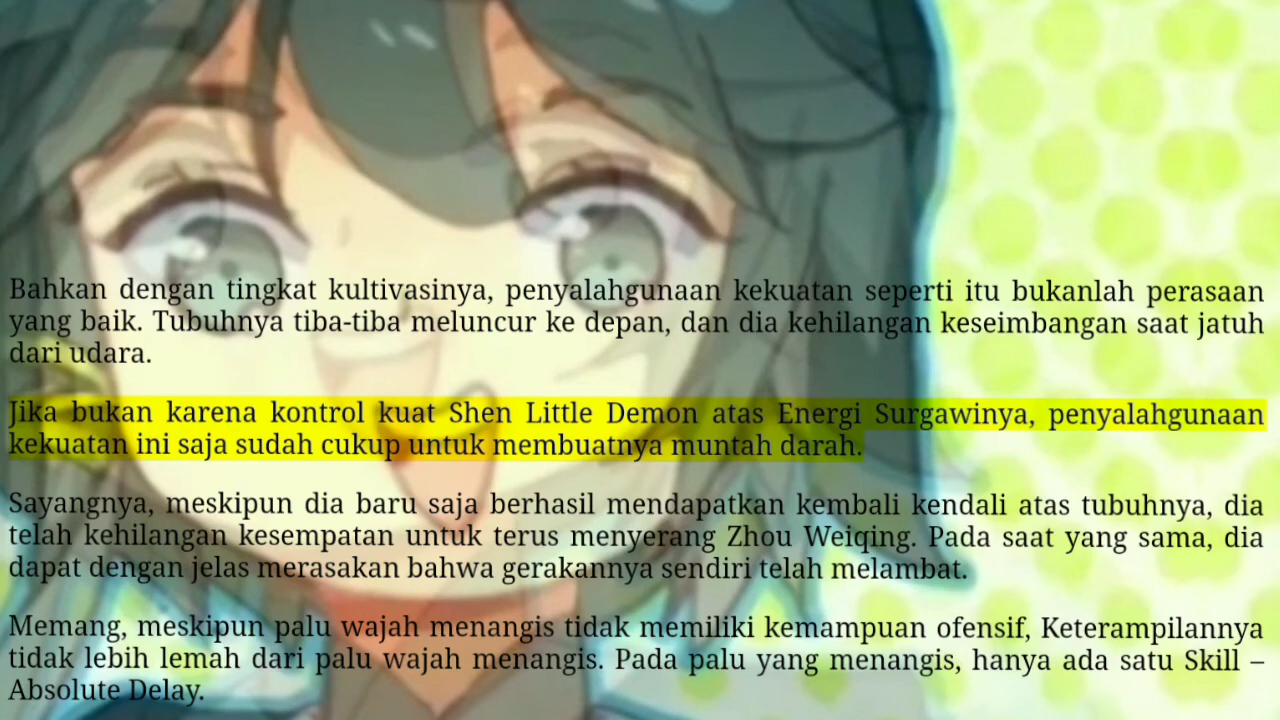 Bahkan dengan tingkat kultivasinya, penyalahgunaan kekuatan seperti itu bukanlah perasaan
yang baik. Tubuhnya tiba-tiba meluncur ke depan, dan dia kehilangan keseimbangan saat jatuh
dari udara.
Jika bukan karena kontrol kuat Shen Little Demon atas Energi Surgawinya, penyalahgunaan
kekuatan ini saja sudah cukup untuk membuatnya muntah darah.
Sayangnya, meskipun dia baru saja berhasil mendapatkan kembali kendali atas tubuhnya, dia
telah kehilangan kesempatan untuk terus menyerang Zhou Weiqing. Pada saat yang sama, dia
dapat dengan jelas merasakan bahwa gerakannya sendiri telah melambat.
Memang, meskipun palu wajah menangis tidak memiliki kemampuan ofensif, Keterampilannya
tidak lebih lemah dari palu wajah menangis. Pada palu yang menangis, hanya ada satu Skill –
Absolute Delay.